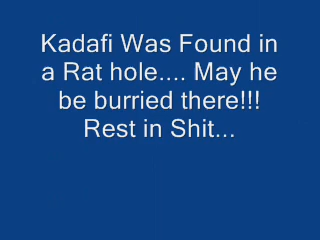 Kadafi Was Found in
a Rat hole.... May he
be burried there!!!
Rest in Shit...